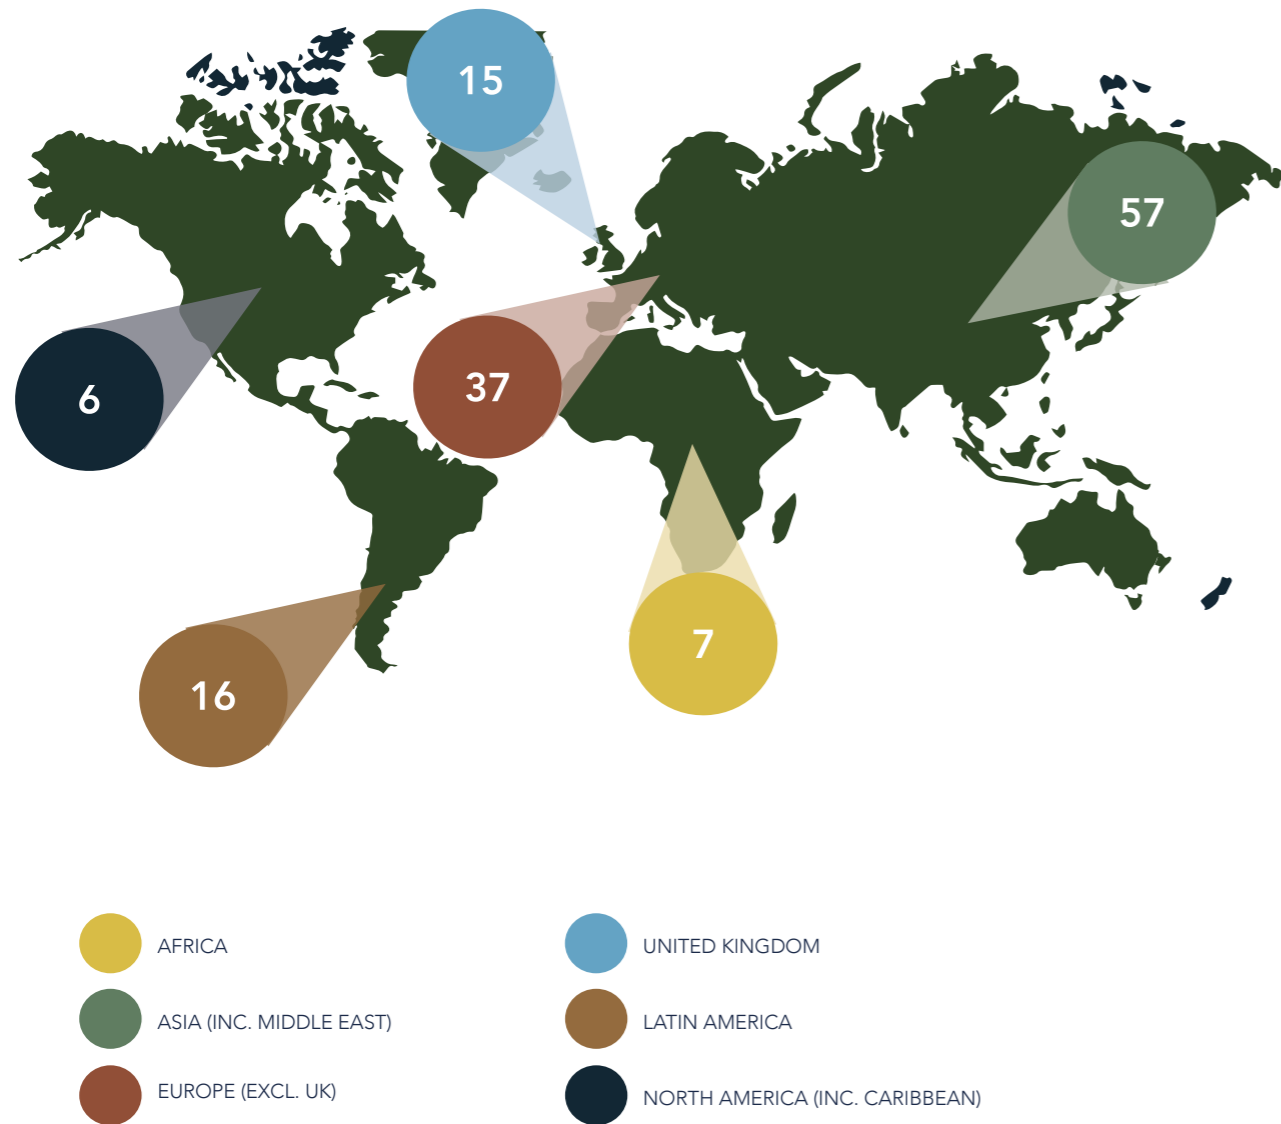 15
57
37
6
7
16
AFRICA
UNITED KINGDOM
ASIA (INC. MIDDLE EAST)
LATIN AMERICA
EUROPE (EXCL. UK)
NORTH AMERICA (INC. CARIBBEAN)